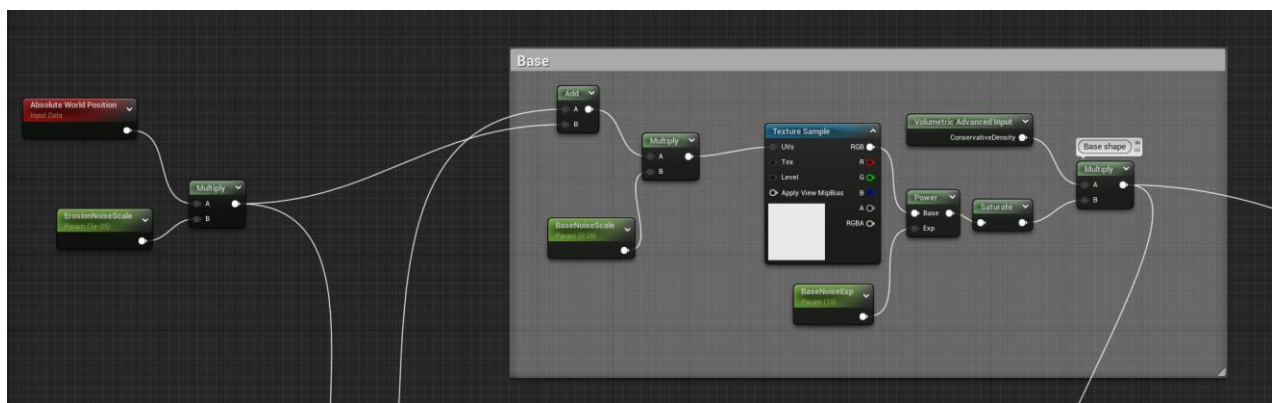 Base
Absolute World Position
Input Data
Multiply
A
B
ErosionNoiseScale
Param (1e-05)
Add
A
B
Multiply
A
B
BaseNoiseScale
Param (0.05)
Texture Sample
UVs
RGB
Tex
R
Level
G
Apply View MipBias
B
A
RGBA
BaseNoiseExp
Param (15)
Volumetric Advanced Input
ConservativeDensity
Power
Base
Exp
Saturate
Base shape
Multiply
A
B